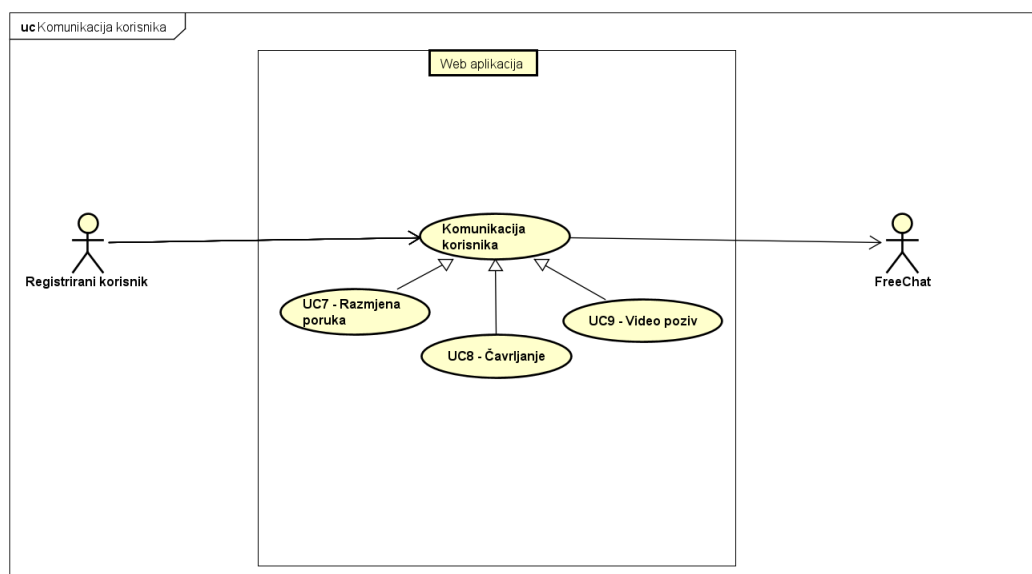 uc Komunikacija korisnika
Web aplikacija
Komunikacija
korisnika
Registrirani korisnik
FreeChat
UC7 - Razmjena
poruka
UC9 - Video poziv
UC8 - Čavrljanje